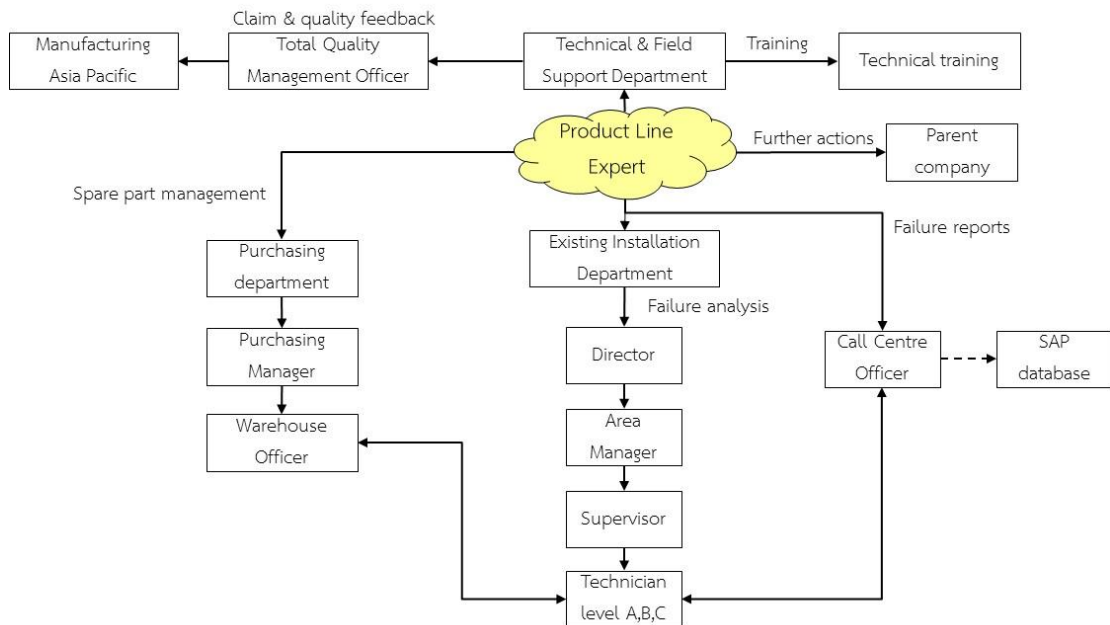 Claim & quality feedback
Manufacturing
Asia Pacific
Total Quality
Management Officer
Technical & Field
Support Department
Training
Technical training
Product Line
Expert
Further actions
Parent
company
Spare part management
Failure reports
Purchasing
department
Existing Installation
Department
Failure analysis
Purchasing
Manager
Director
Call Centre
Officer
SAP
database
Warehouse
Officer
Area
Manager
Supervisor
Technician
level A,B,C